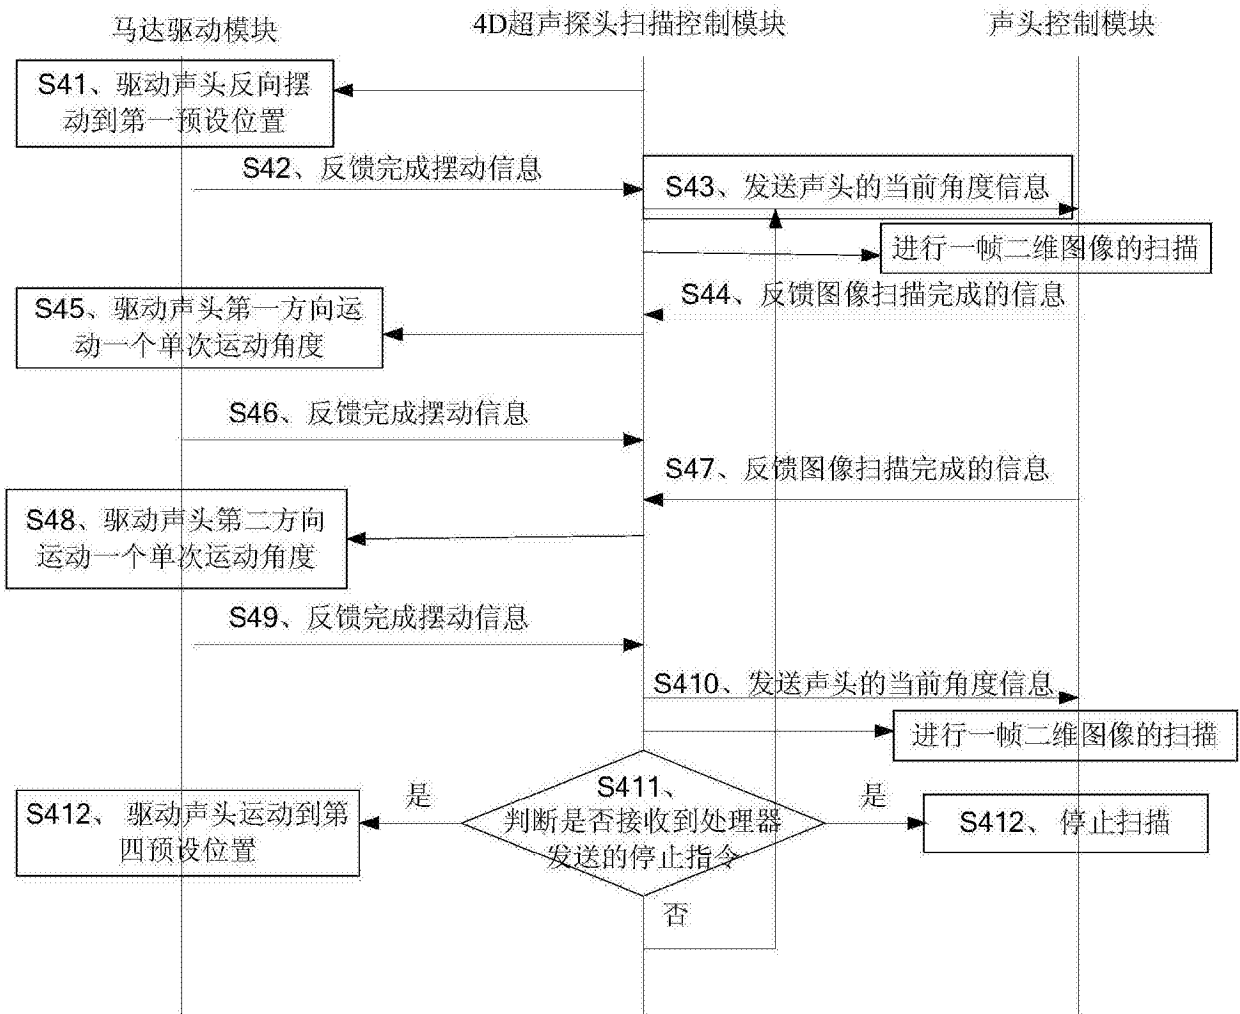 马达驱动模块
4D超声探头扫描控制模块
声头控制模块
S41、驱动声头反向摆
动到第一预设位置
S42、反馈完成摆动信息
S43、发送声头的当前角度信息
进行一帧二维图像的扫描
S44、反馈图像扫描完成的信息
S45、驱动声头第一方向运
动一个单次运动角度
S46、反馈完成摆动信息
S47、反馈图像扫描完成的信息
S48、驱动声头第二方向
运动一个单次运动角度
S49、反馈完成摆动信息
S410、发送声头的当前角度信息
进行一帧二维图像的扫描
S411、
判断是否接收到处理器
发送的停止指令
是
是
S412、 驱动声头运动到第
四预设位置
S412、 停止扫描
否